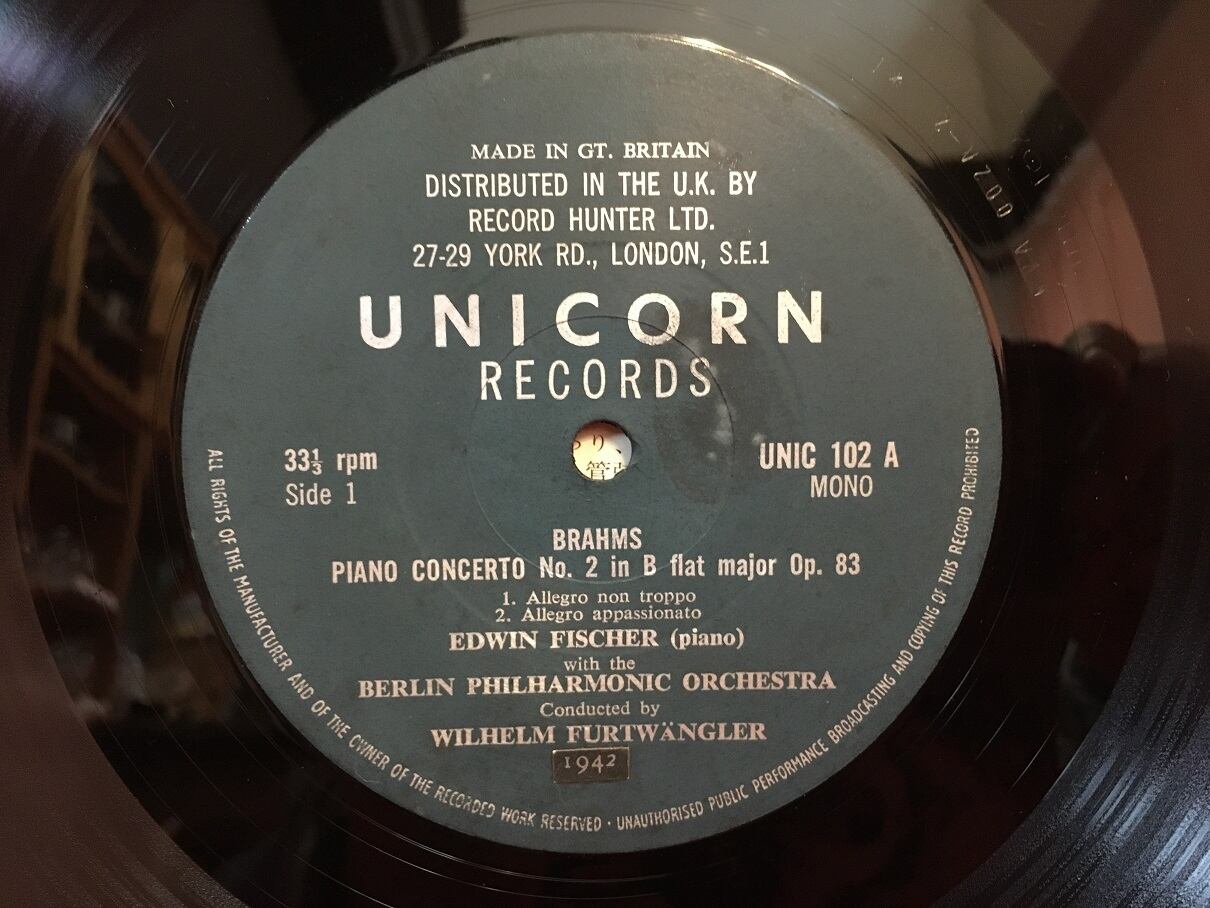 MADE IN GT. BRITAIN
DISTRIBUTED IN THE U.K. BY
RECORD HUNTER LTD.
27-29 YORK RD., LONDON, S.E.1
UNICORN
RECORDS
33⅓ rpm
Side 1
UNIC 102 A
MONO
り、
管
BRAHMS
PIANO CONCERTO No. 2 in B flat major Op. 83
1. Allegro non troppo
2. Allegro appassionato
EDWIN FISCHER (piano)
with the
BERLIN PHILHARMONIC ORCHESTRA
Conducted by
WILHELM FURTWÄNGLER
1942
ALL RIGHTS OF THE MANUFACTURER AND OF THE OWNER OF THE RECORDED WORK RESERVED · UNAUTHORISED PUBLIC PERFORMANCE BROADCASTING AND COPYING OF THIS RECORD PROHIBITED